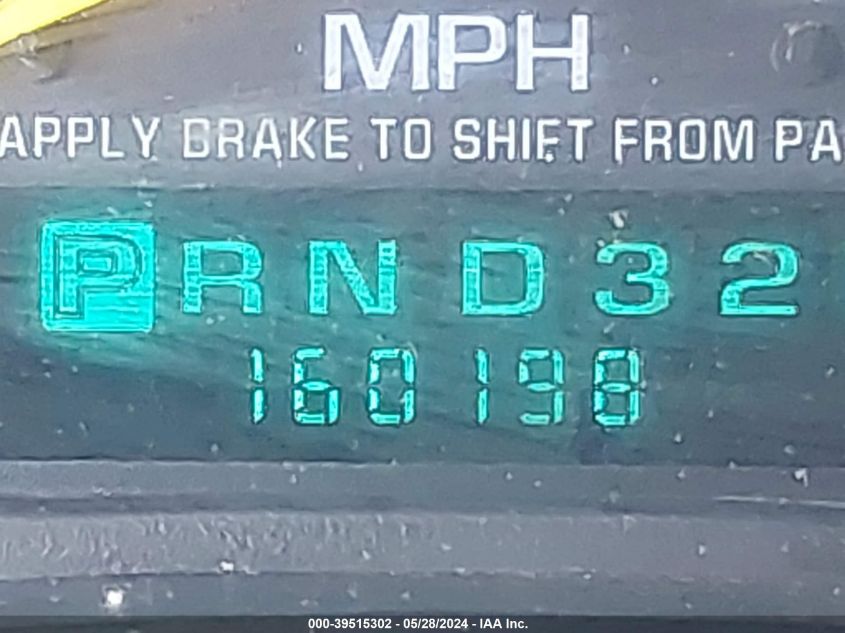 MPH
APPLY BRAKE TO SHIFT FROM PA
P R N D 3 2
160198
000-39515302 - 05/28/2024 - IAA Inc.